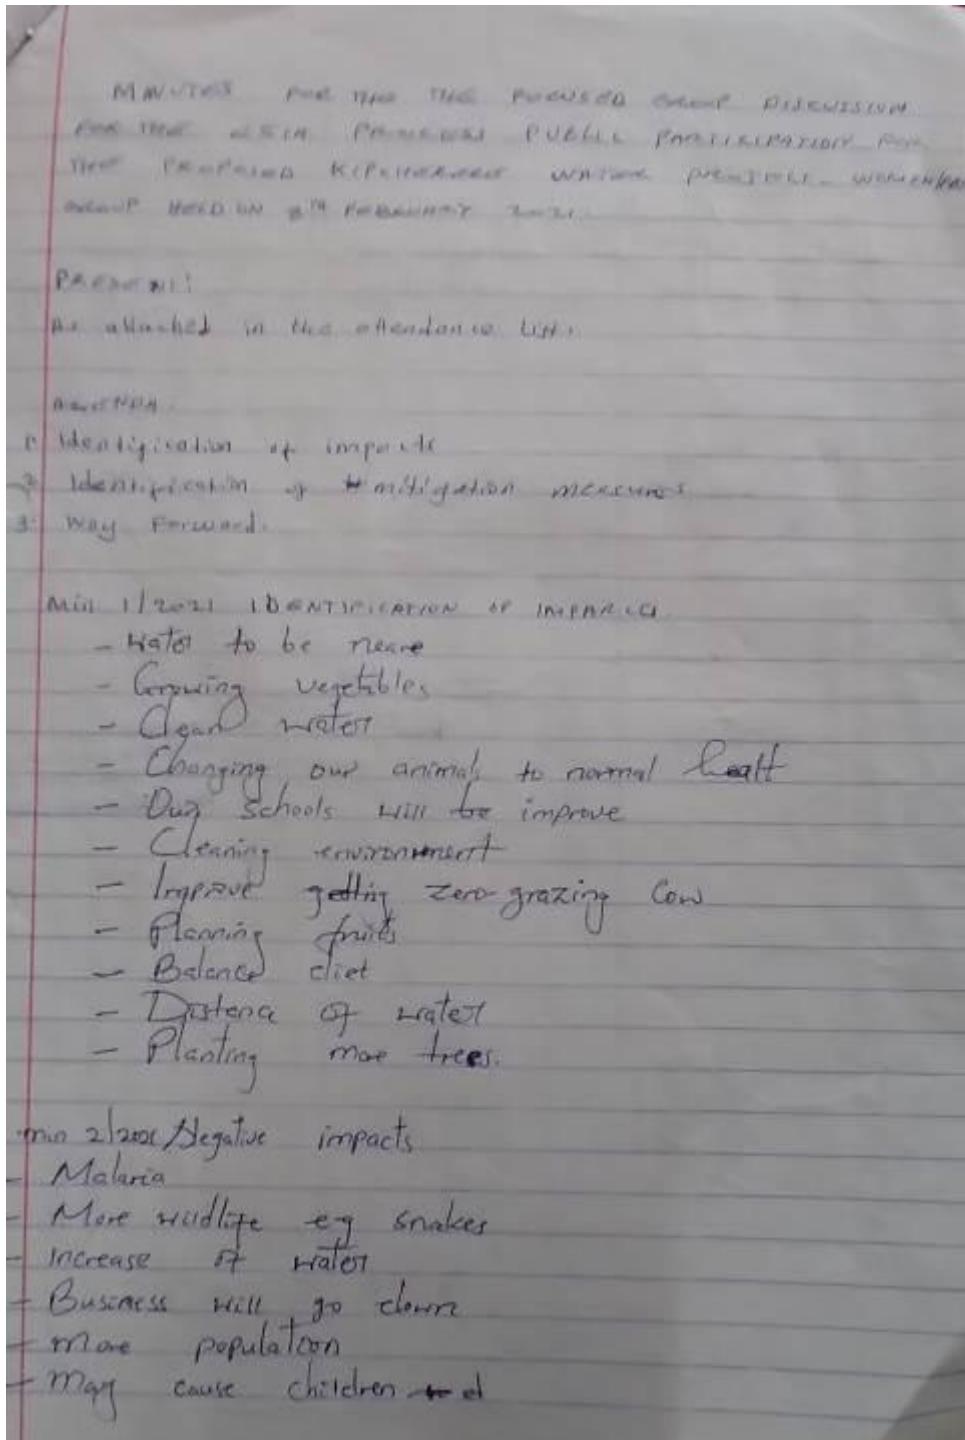 MINUTES FOR THE THE FOCUSED GROUP DISCUSSION
FOR THE ESIA PROCESS PUBLIC PARTICIPATION FOR
THE PROPOSED WATER PROJECT - WOMEN
GROUP HELD ON 8TH FEBRUARY 2021.
PRESENT:
As attached in the attendance list.
AGENDA.
1. Identification of impacts
2. Identification of mitigation measures
3. Way Forward.
Min 1/2021 IDENTIFICATION OF IMPACTS
- Water to be neare
- Growing vegetables
- Clean water
- Changing our animals to normal healt
- Our schools will be improve
- Cleaning environment
- Improve getting zero-grazing Cow
- Planning fruits
- Balance diet
- Distance of water
- Planting more trees.
min 2/2021 Negative impacts
- Malaria
- More wildlife eg snakes
- Increase of water
- Business will go down
- more population
- May cause children d